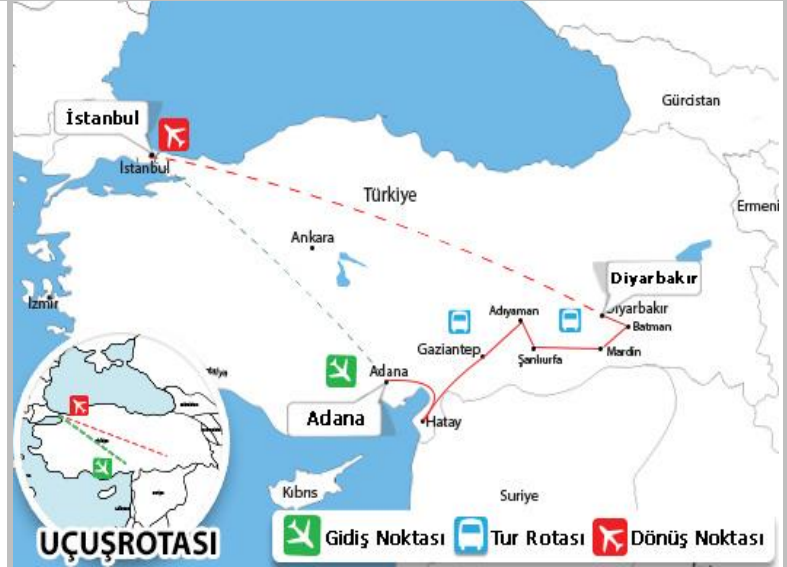 Gürcistan
İstanbul
İstanbul
Türkiye
Ermeni
Ankara
Diyarbakır
İzmir
Adıyaman
Diyarbakır
Batman
Gaziantep
Şanlıurfa
Mardin
Adana
Adana
Hatay
Kıbrıs
Suriye
UÇUŞROTASI
Gidiş Noktası
Tur Rotası
Dönüş Noktası